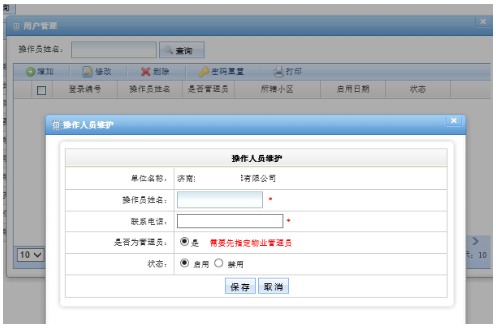 用户管理
操作员姓名: 查询
增加 修改 删除 密码重置 打印
登录编号 操作员姓名 是否管理员 所辖小区 启用日期 状态
操作人员维护
操作人员维护
单位名称: 济南 有限公司
操作员姓名: *
联系电话: *
是否为管理员: 是 需要先指定物业管理员
状态: 启用 禁用
保存 取消
10
示: 10